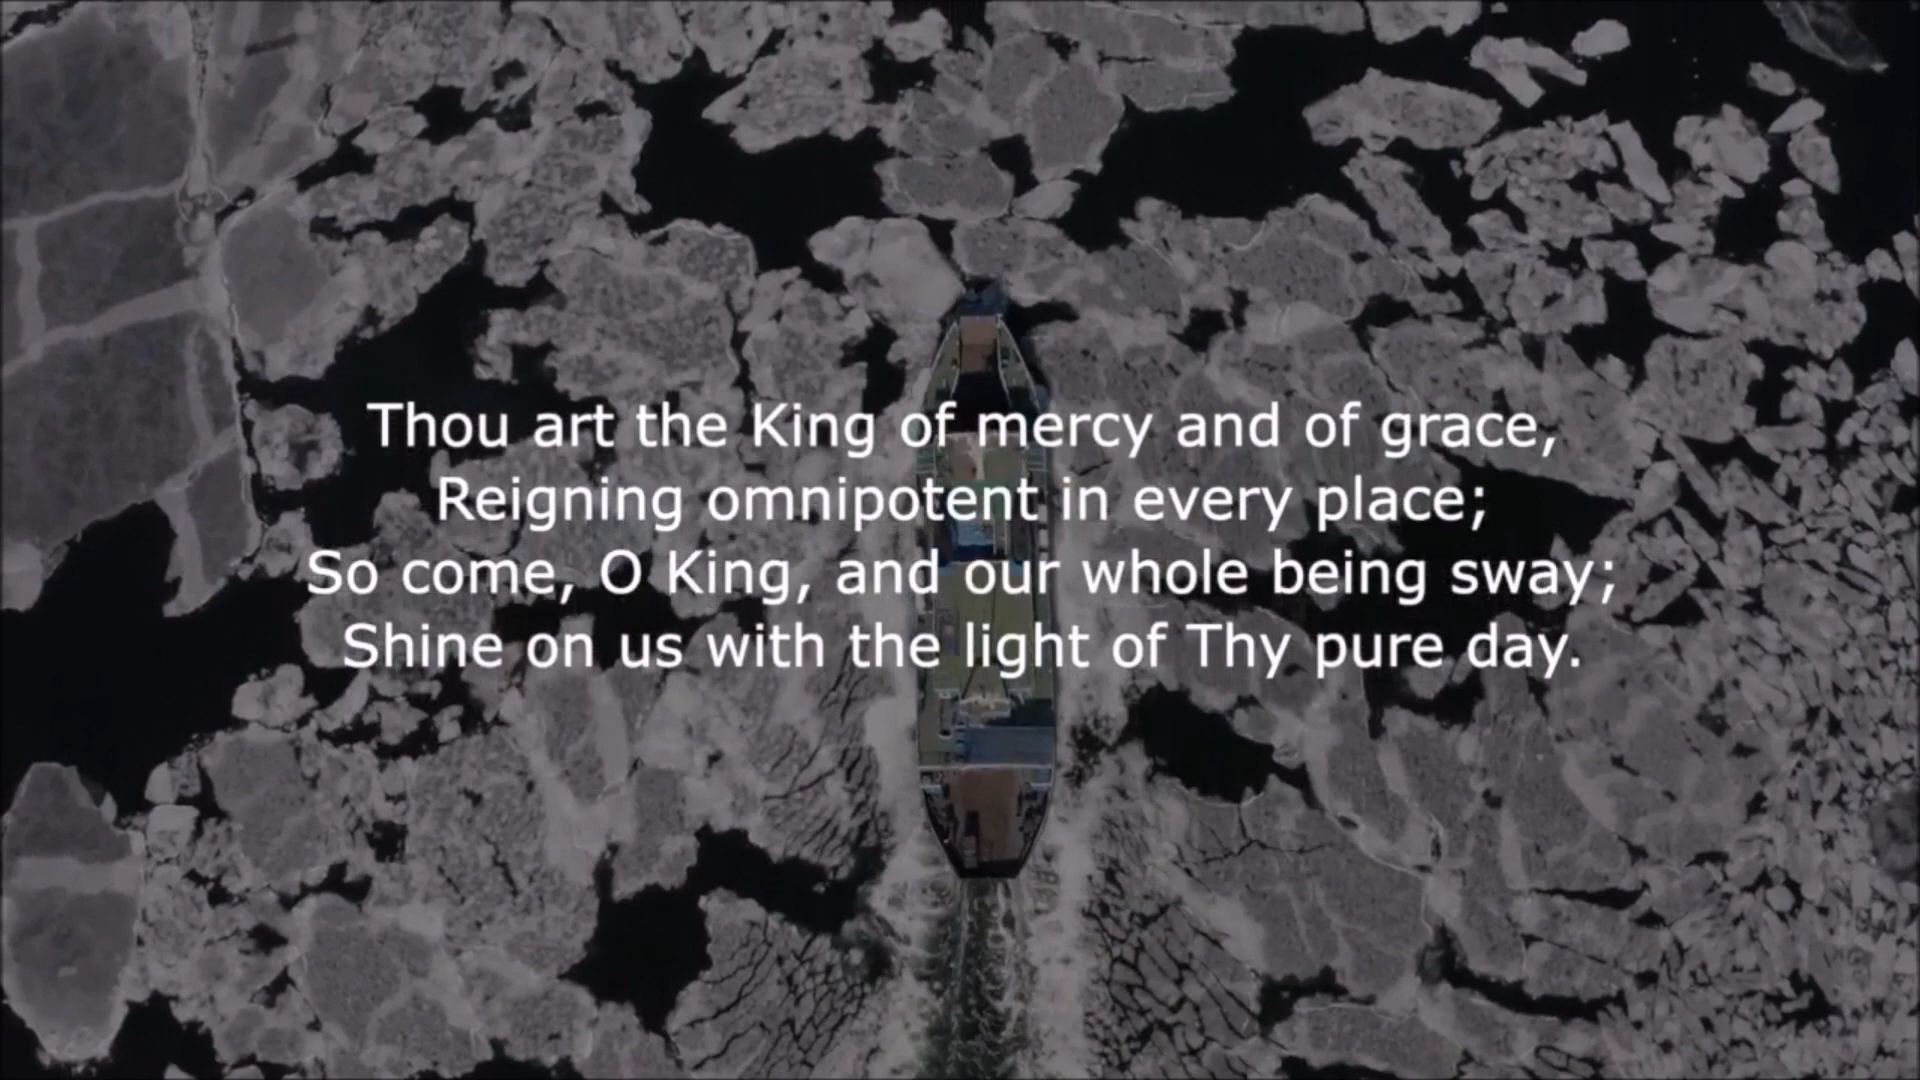 Thou art the King of mercy and of grace,
Reigning omnipotent in every place;
So come, O King, and our whole being sway;
Shine on us with the light of Thy pure day.